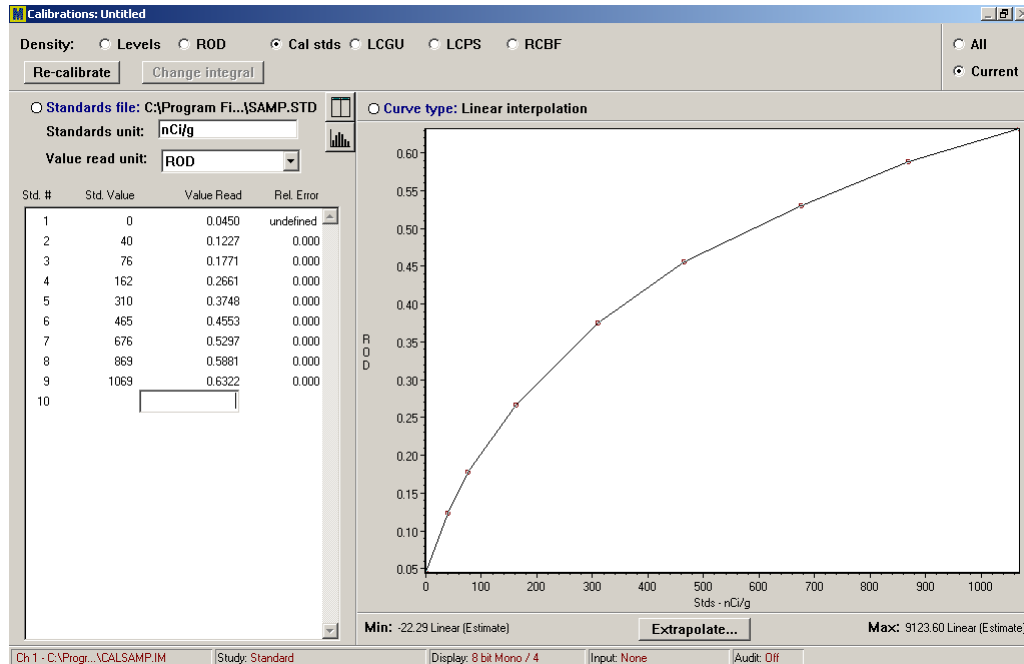 Calibrations: Untitled
Density: Levels ROD Cal stds LCGU LCPS RCBF
All
Re-calibrate Change integral
Current
Standards file: C:\Program Fi...\SAMP.STD
Curve type: Linear interpolation
Standards unit: nCi/g
Value read unit: ROD
Std. # Std. Value Value Read Rel. Error
1 0 0.0450 undefined
2 40 0.1227 0.000
3 76 0.1771 0.000
4 162 0.2661 0.000
5 310 0.3748 0.000
6 465 0.4553 0.000
7 676 0.5297 0.000
8 869 0.5881 0.000
9 1069 0.6322 0.000
10
0.60
0.55
0.50
0.45
0.40
0.35
0.30
0.25
0.20
0.15
0.10
0.05
ROD
0 100 200 300 400 500 600 700 800 900 1000
Stds - nCi/g
Min: -22.29 Linear (Estimate)
Extrapolate...
Max: 9123.60 Linear (Estimate)
Ch 1 - C:\Progr...\CALSAMP.IM Study: Standard Display: 8 bit Mono / 4 Input: None Audit: Off